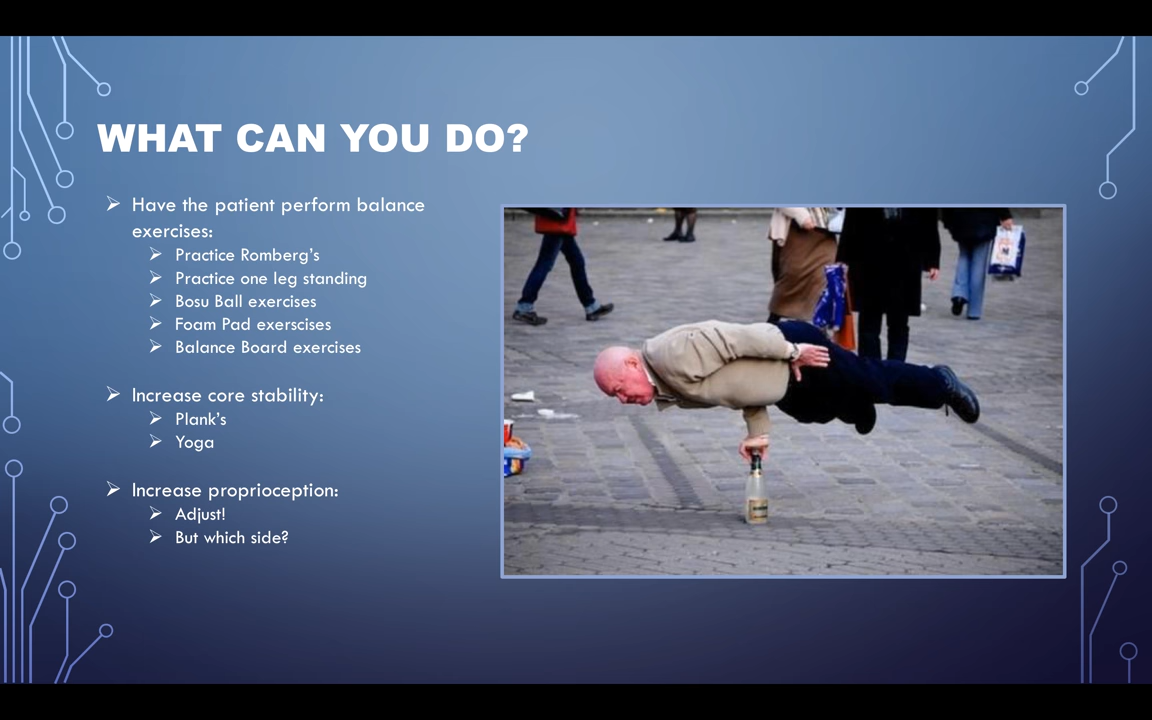 WHAT CAN YOU DO?
Have the patient perform balance
exercises:
Practice Romberg's
Practice one leg standing
Bosu Ball exercises
Foam Pad exerscises
Balance Board exercises
Increase core stability:
Plank's
Yoga
Increase proprioception:
Adjust!
But which side?